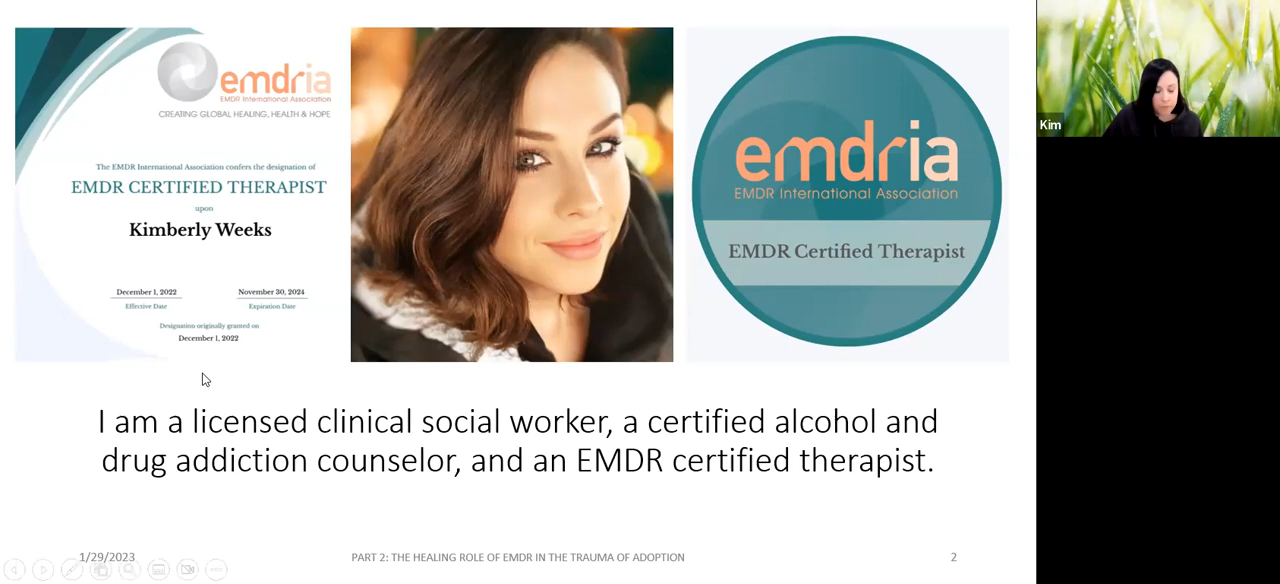 emdria
EMDR International Association
CREATING GLOBAL HEALING, HEALTH & HOPE
The EMDR International Association confers the designation of
EMDR CERTIFIED THERAPIST
upon
Kimberly Weeks
December 1, 2022
Effective Date
November 30, 2024
Expiration Date
Designation originally granted on
December 1, 2022
emdria
EMDR International Association
EMDR Certified Therapist
Kim
I am a licensed clinical social worker, a certified alcohol and
drug addiction counselor, and an EMDR certified therapist.
1/29/2023
PART 2: THE HEALING ROLE OF EMDR IN THE TRAUMA OF ADOPTION
2